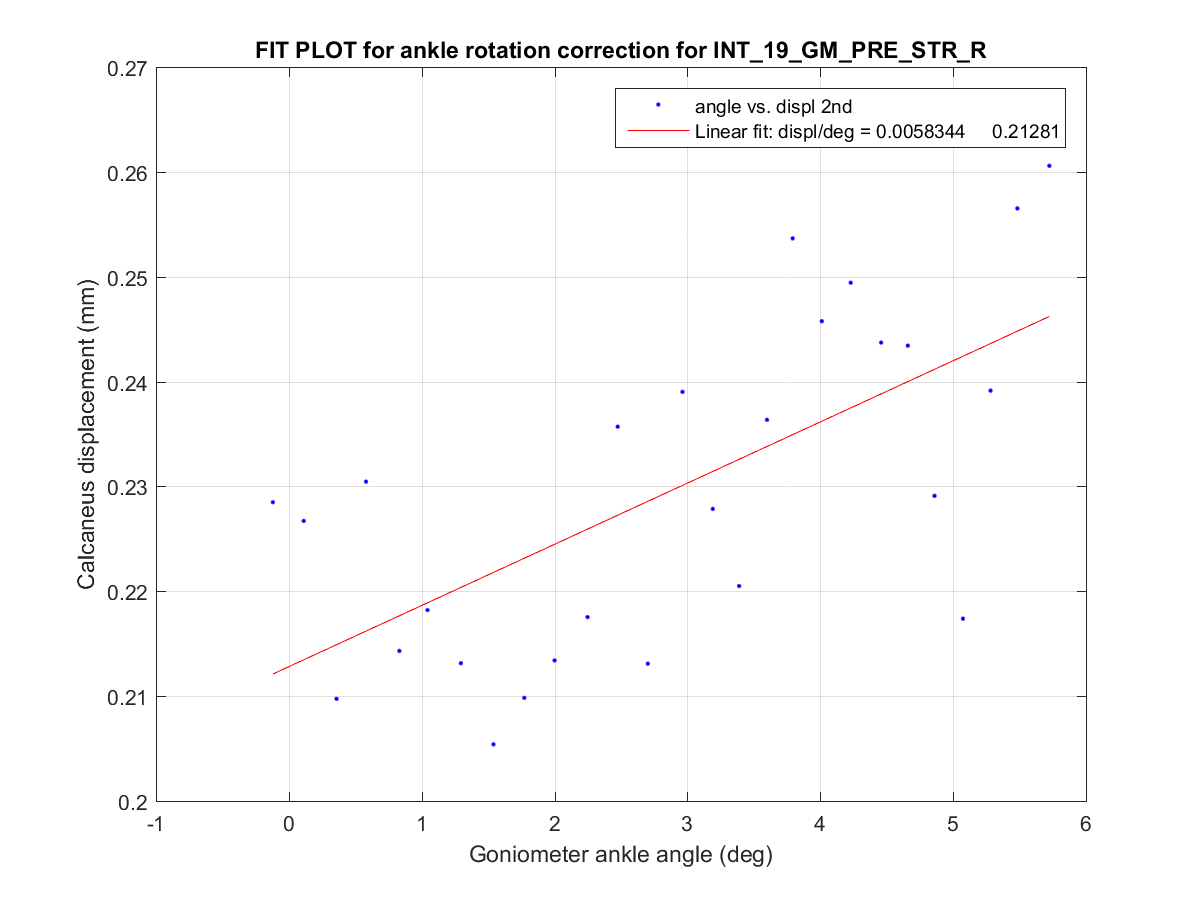 FIT PLOT for ankle rotation correction for INT_19_GM_PRE_STR_R
angle vs. displ 2nd
Linear fit: displ/deg = 0.0058344 0.21281
Calcaneus displacement (mm)
0.27
0.26
0.25
0.24
0.23
0.22
0.21
0.2
-1 0 1 2 3 4 5 6
Goniometer ankle angle (deg)